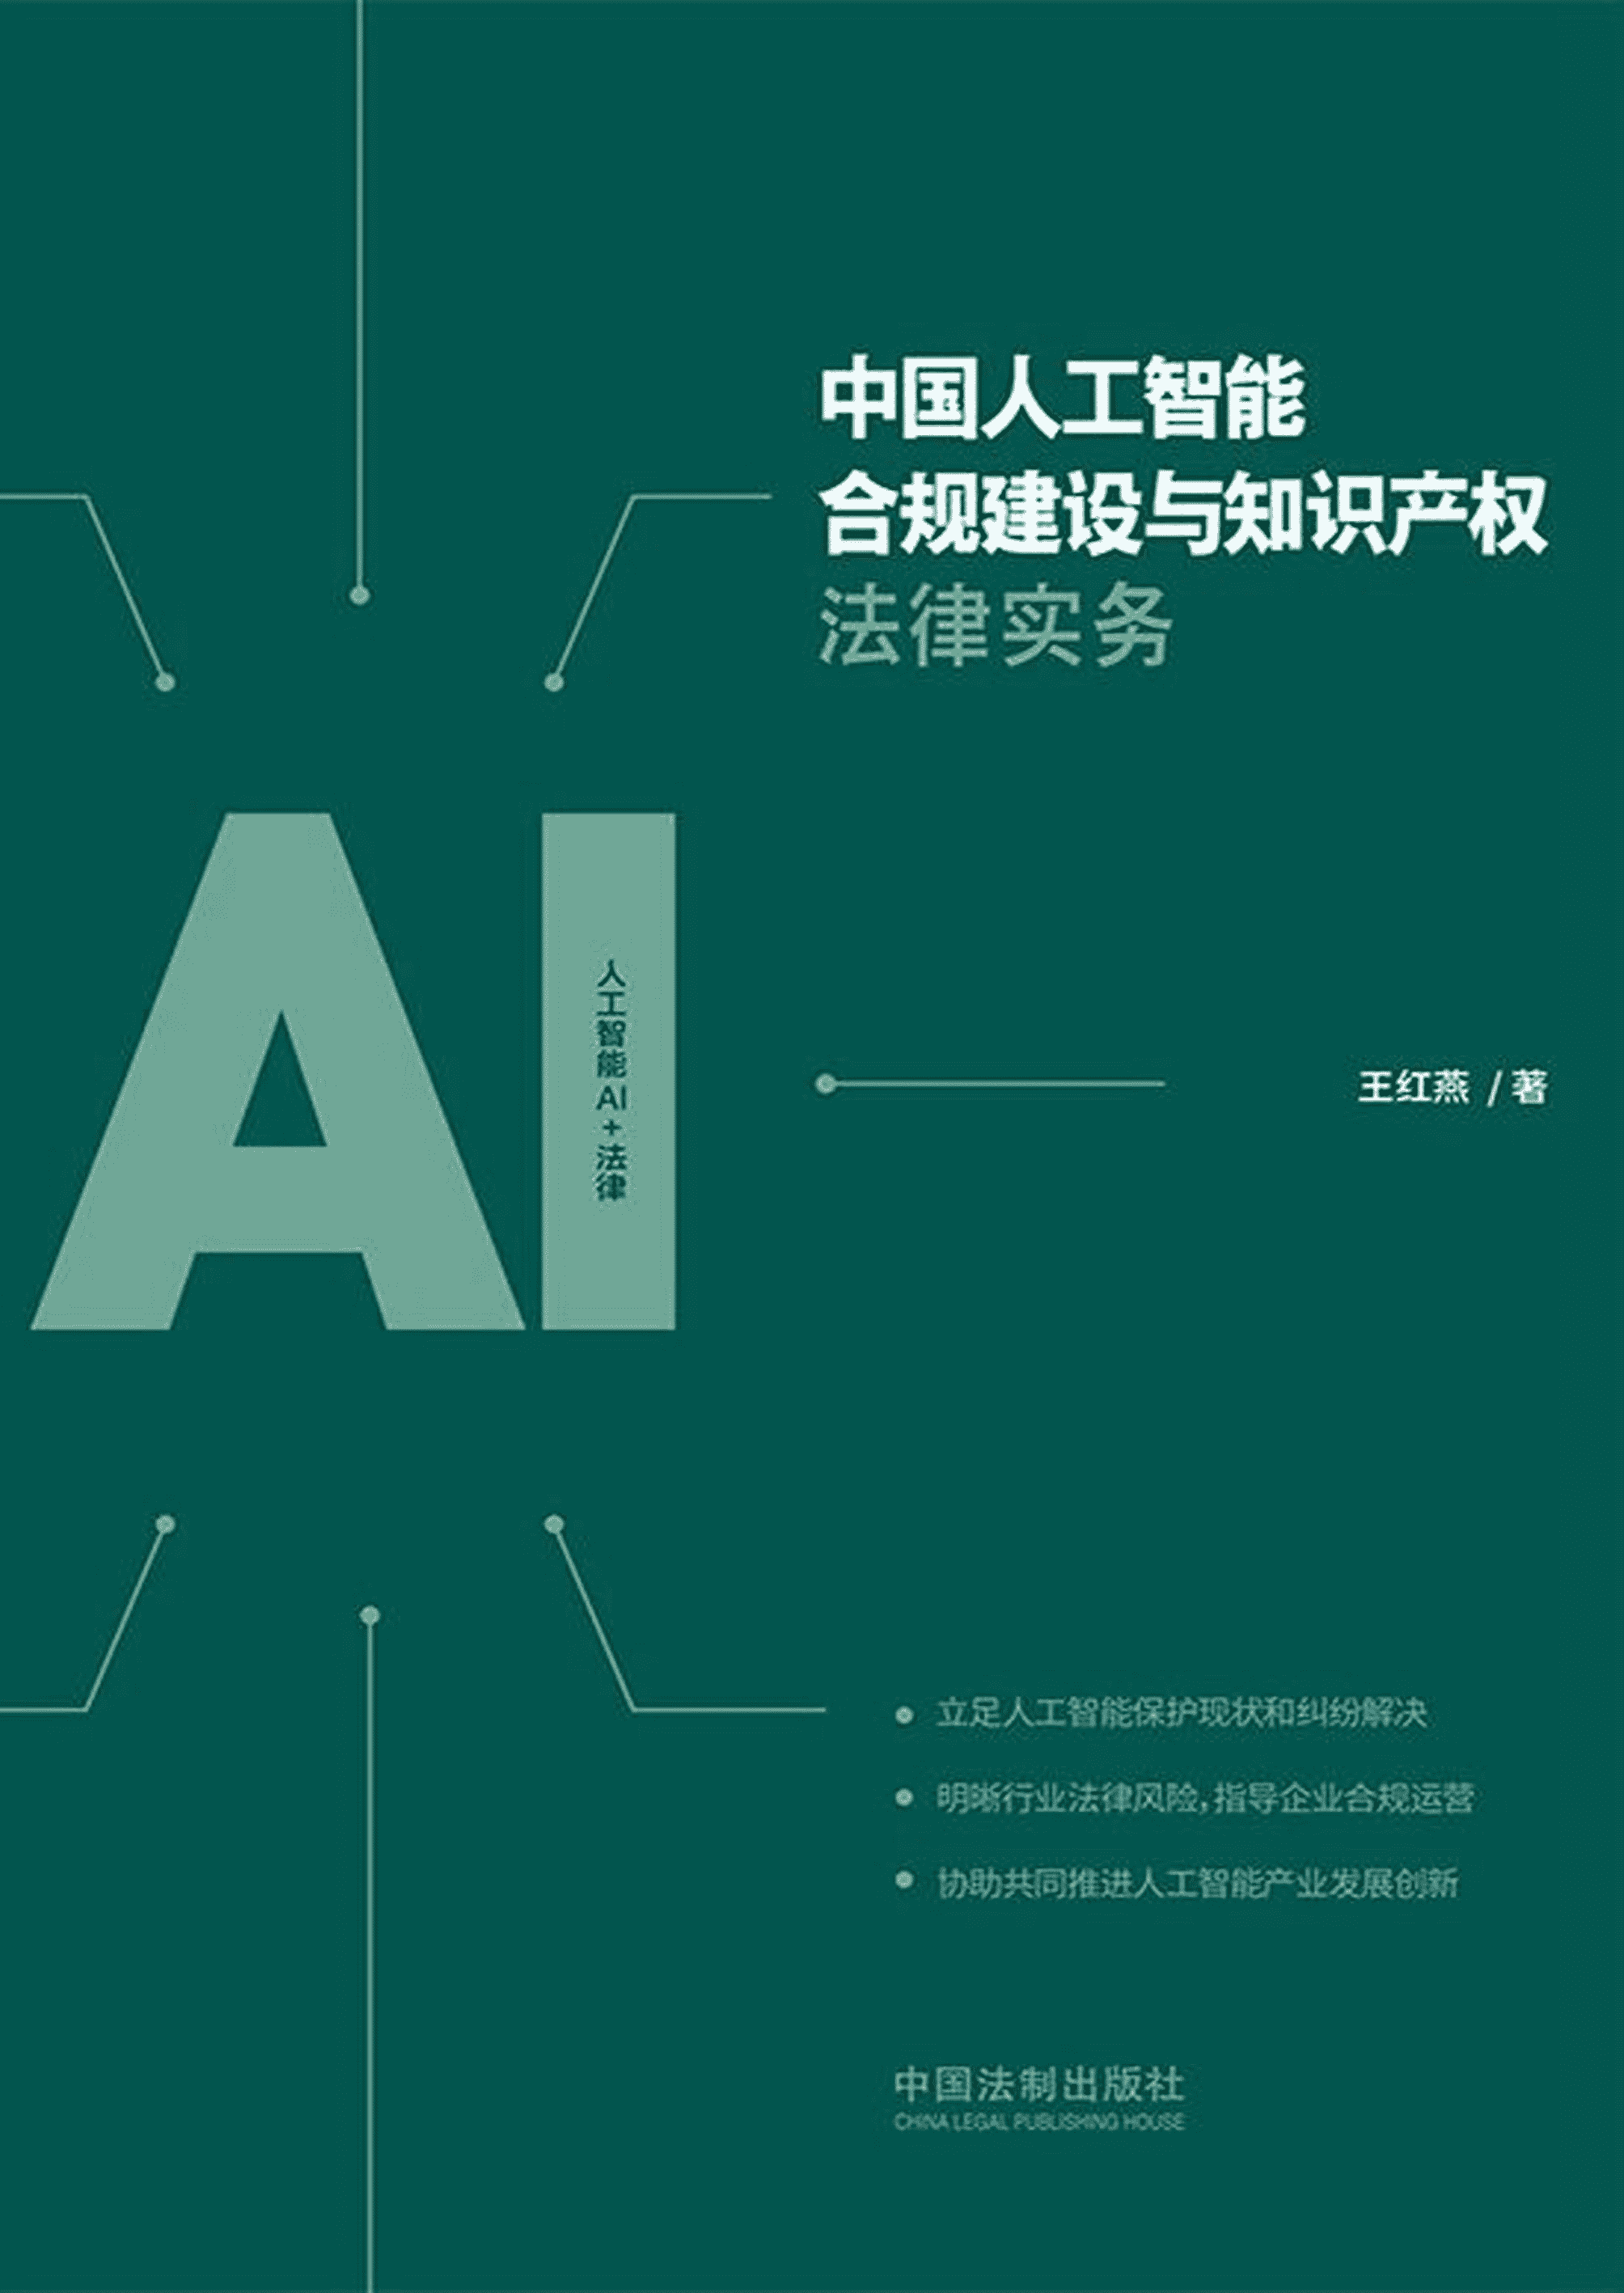 中国人工智能
合规建设与知识产权
法律实务
AI
人工智能AI+法律
王红燕 / 著
立足人工智能保护现状和纠纷解决
明晰行业法律风险,指导企业合规运营
协助共同推进人工智能产业发展创新
中国法制出版社
CHINA LEGAL PUBLISHING HOUSE